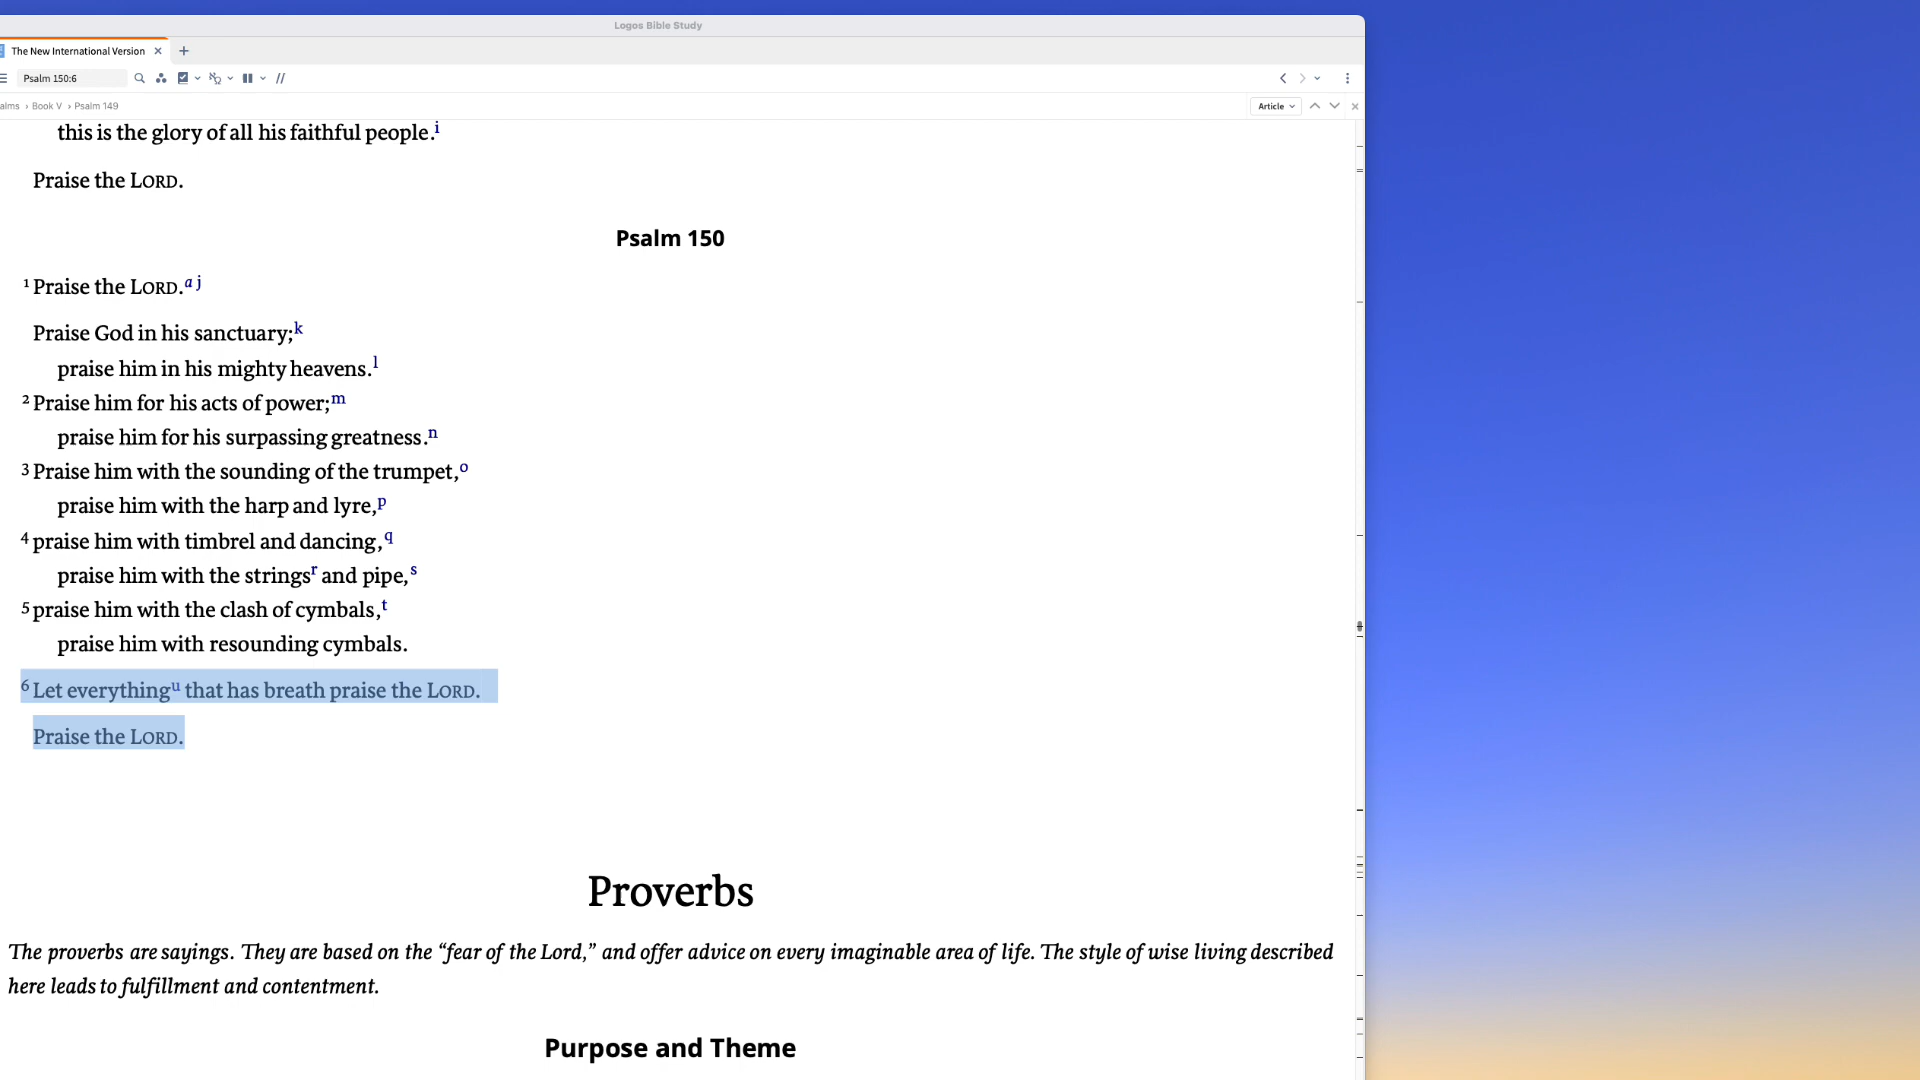 Logos Bible Study
The New International Version
Psalm 150:6
alms › Book V › Psalm 149
Article
this is the glory of all his faithful people.i
Praise the LORD.
Psalm 150
1 Praise the LORD.a j
Praise God in his sanctuary;k
praise him in his mighty heavens.l
2 Praise him for his acts of power;m
praise him for his surpassing greatness.n
3 Praise him with the sounding of the trumpet,o
praise him with the harp and lyre,p
4 praise him with timbrel and dancing,q
praise him with the stringsr and pipe,s
5 praise him with the clash of cymbals,t
praise him with resounding cymbals.
6 Let everythingu that has breath praise the LORD.
Praise the LORD.
Proverbs
The proverbs are sayings. They are based on the “fear of the Lord,” and offer advice on every imaginable area of life. The style of wise living described
here leads to fulfillment and contentment.
Purpose and Theme